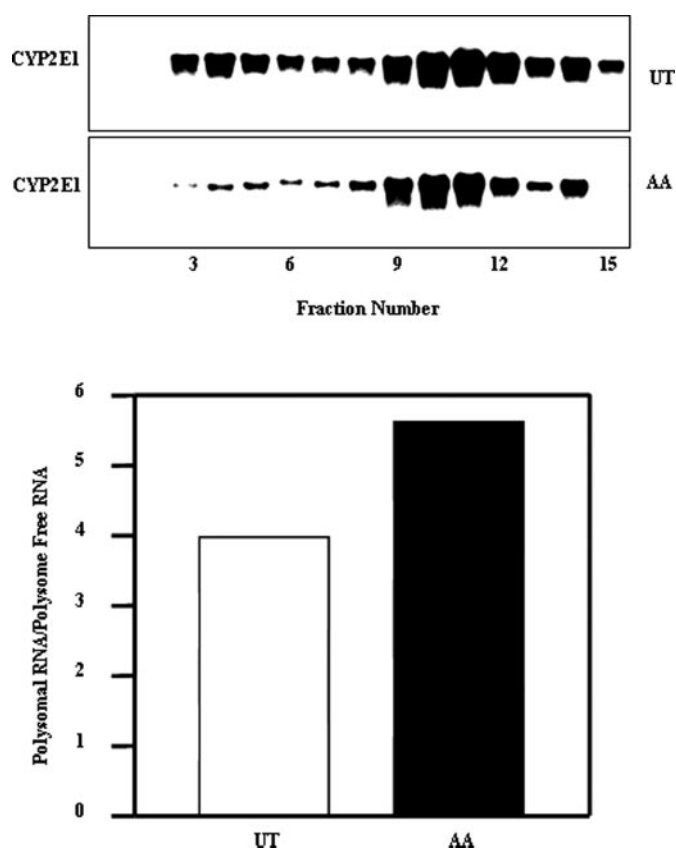 CYP2E1
UT
CYP2E1
AA
3 6 9 12 15
Fraction Number
6
5
4
3
2
1
0
Polysomal RNA/Polysome Free RNA
UT AA